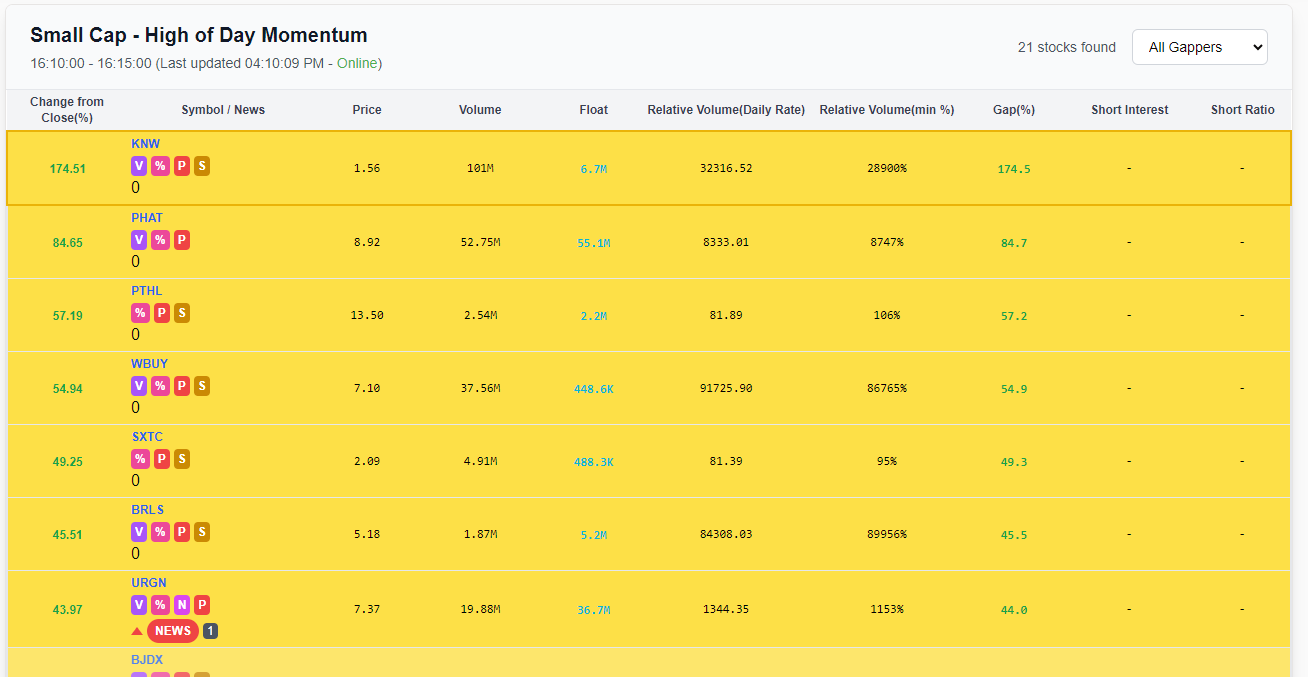 Small Cap - High of Day Momentum
16:10:00 - 16:15:00 (Last updated 04:10:09 PM - Online)
21 stocks found
All Gappers
Change from Close(%) Symbol / News Price Volume Float Relative Volume(Daily Rate) Relative Volume(min %) Gap(%) Short Interest Short Ratio
KNW
V % P S
0
174.51 1.56 101M 6.7M 32316.52 28900% 174.5 - -
PHAT
V % P
0
84.65 8.92 52.75M 55.1M 8333.01 8747% 84.7 - -
PTHL
% P S
0
57.19 13.50 2.54M 2.2M 81.89 106% 57.2 - -
WBUY
V % P S
0
54.94 7.10 37.56M 448.6K 91725.90 86765% 54.9 - -
SXTC
% P S
0
49.25 2.09 4.91M 488.3K 81.39 95% 49.3 - -
BRLS
V % P S
0
45.51 5.18 1.87M 5.2M 84308.03 89956% 45.5 - -
URGN
V % N P
NEWS 1
43.97 7.37 19.88M 36.7M 1344.35 1153% 44.0 - -
BJDX